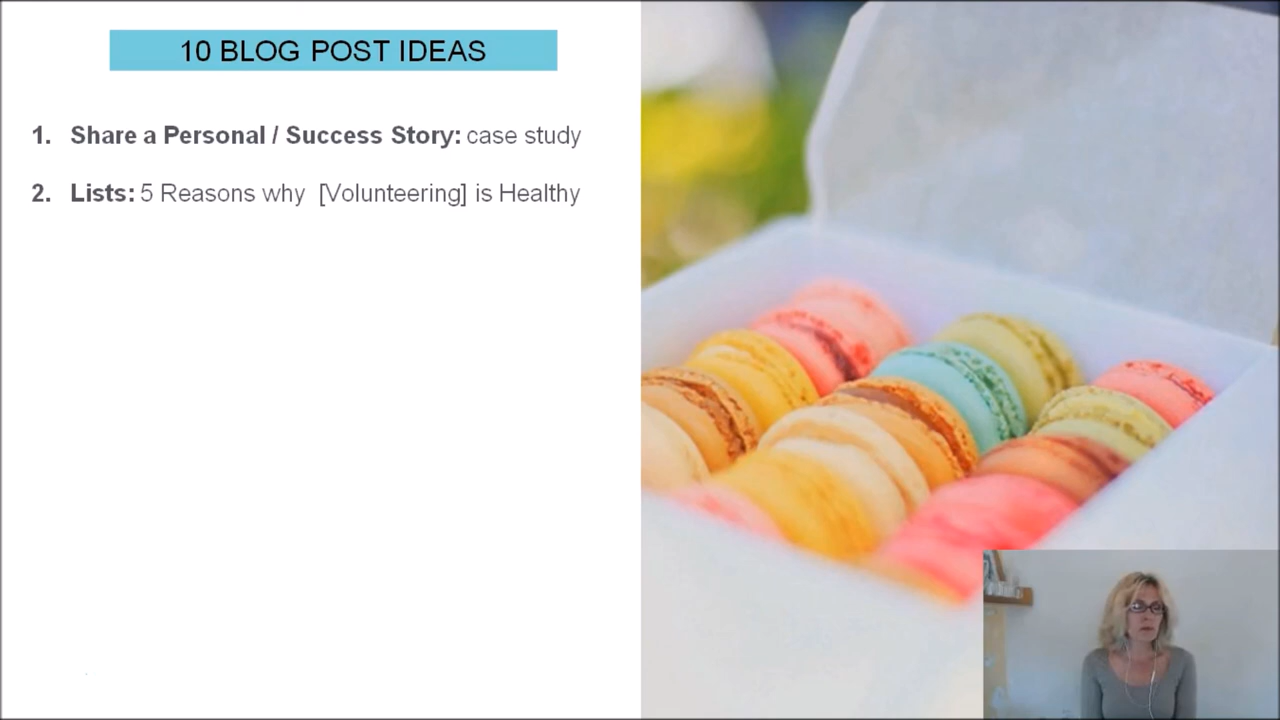 10 BLOG POST IDEAS
1. Share a Personal / Success Story: case study
2. Lists: 5 Reasons why [Volunteering] is Healthy